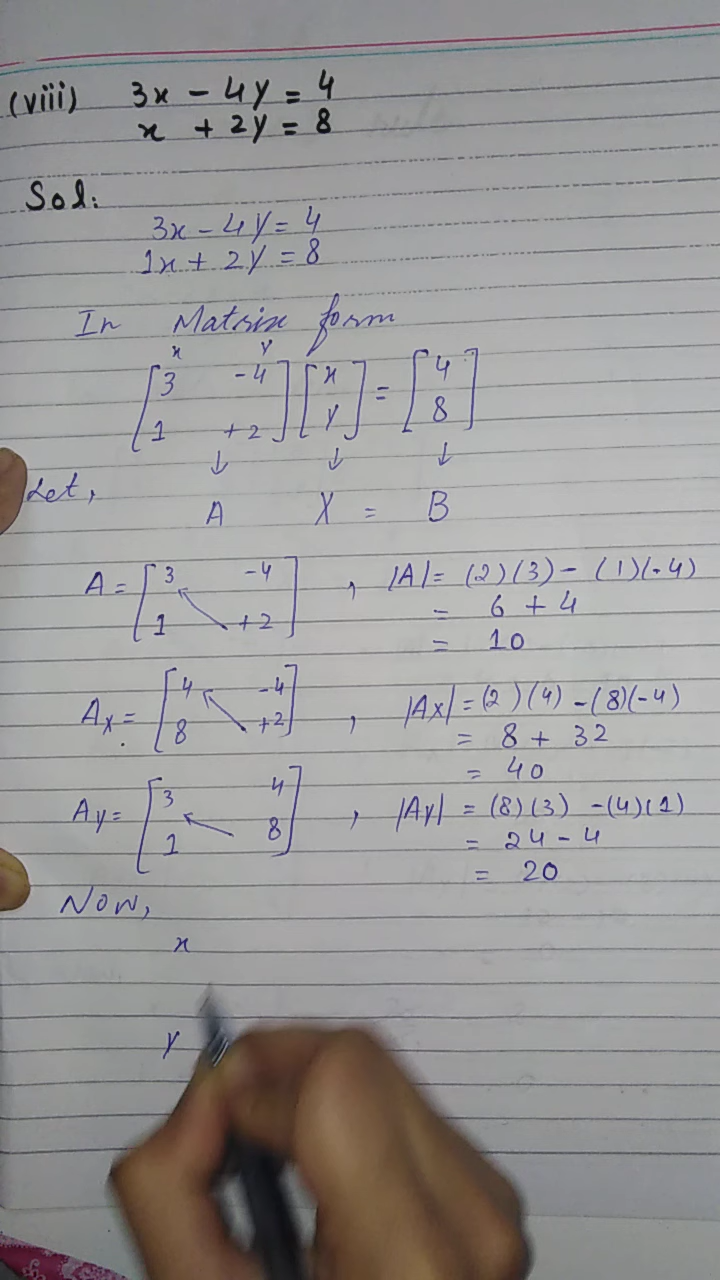 (viii) 3x - 4y = 4
x + 2y = 8
Sol:
3x - 4y = 4
1x + 2y = 8
In Matrix form
x y
[3 -4] [x] = [4]
[1 +2] [y] [8]
↓ ↓ ↓
Let,
A X = B
A = [3 -4] , |A| = (2)(3) - (1)(-4)
[1 +2] = 6 + 4
= 10
Ax = [4 -4] , |Ax| = (2)(4) - (8)(-4)
[8 +2] = 8 + 32
= 40
Ay = [3 4] , |Ay| = (8)(3) - (4)(1)
[1 8] = 24 - 4
= 20
Now,
x
y